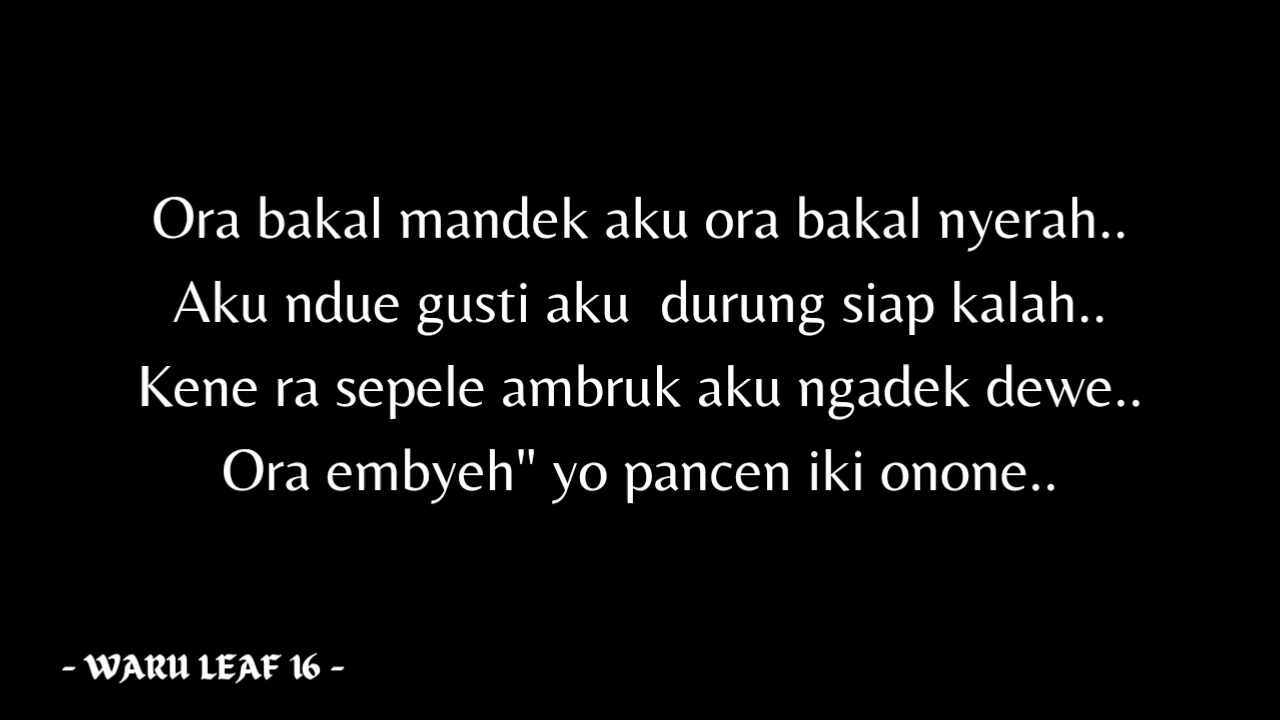 Ora bakal mandek aku ora bakal nyerah..
Aku ndue gusti aku  durung siap kalah..
Kene ra sepele ambruk aku ngadek dewe..
Ora embyeh" yo pancen iki onone..
- WARU LEAF 16 -